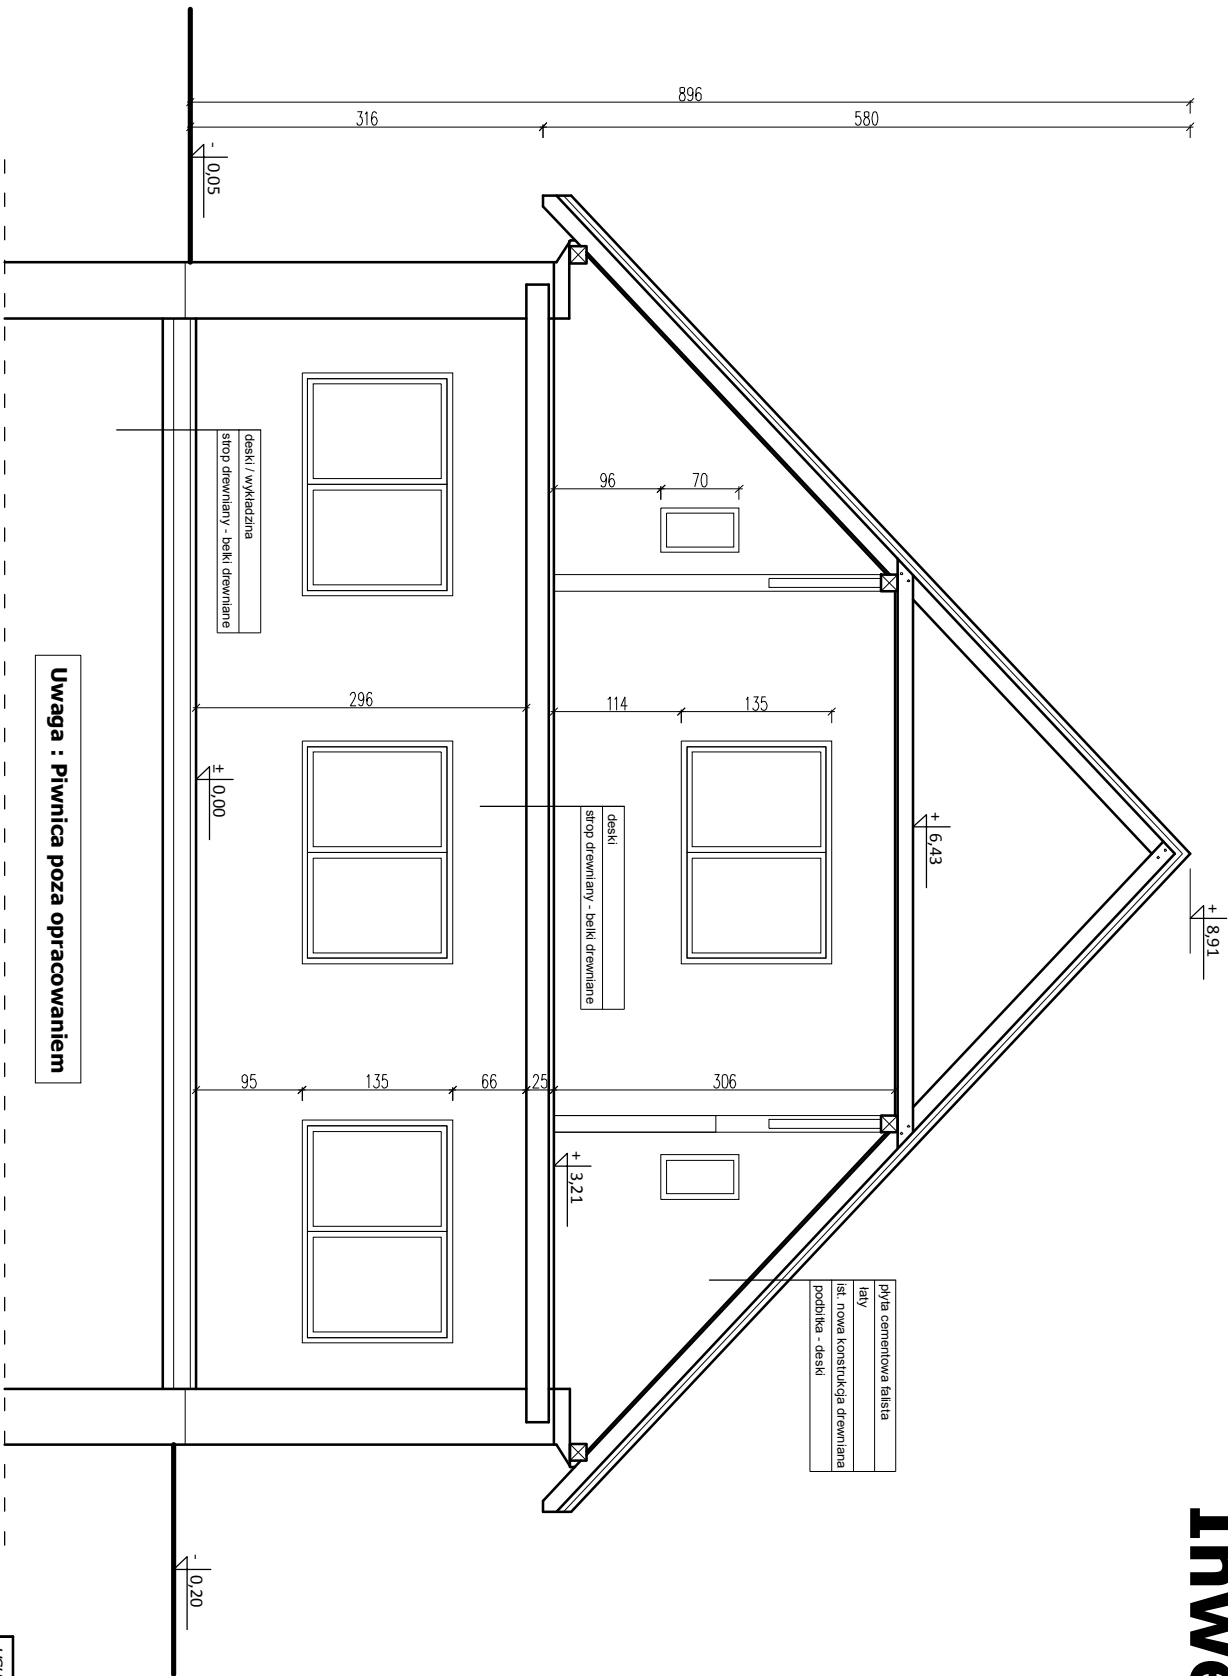 Inwe
+ 8,91
+ 6,43
płyta cementowa falista
łaty
ist. nowa konstrukcja drewniana
podbitka - deski
580
896
316
70
96
135
114
306
deski
strop drewniany - belki drewniane
+ 3,21
25
66
135
95
296
± 0,00
deski / wykładzina
strop drewniany - belki drewniane
- 0,05
- 0,20
Uwaga : Piwnica poza opracowaniem